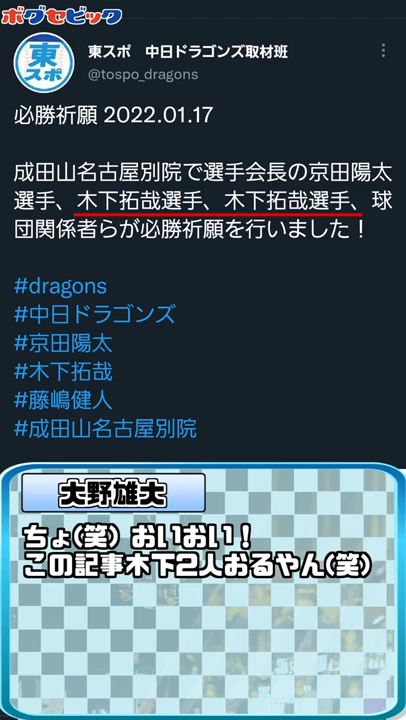 ボグセビック
東スポ
東スポ 中日ドラゴンズ取材班
@tospo_dragons
必勝祈願 2022.01.17
成田山名古屋別院で選手会長の京田陽太
選手、木下拓哉選手、木下拓哉選手、球
団関係者らが必勝祈願を行いました！
#dragons
#中日ドラゴンズ
#京田陽太
#木下拓哉
#藤嶋健人
#成田山名古屋別院
大野雄大
ちょ(笑) おいおい！
この記事木下2人おるやん(笑)